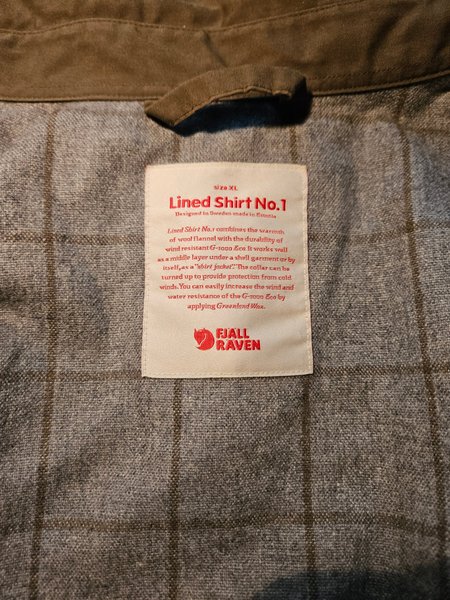 size XL
Lined Shirt No.1
Designed in Sweden made in Estonia
Lined Shirt No.1 combines the warmth
of wool flannel with the durability of
wind resistant G-1000 Eco. It works well
as a middle layer under a shell garment or by
itself, as a "shirt jacket". The collar can be
turned up to provide protection from cold
winds. You can easily increase the wind and
water resistance of the G-1000 Eco by
applying Greenland Wax.
FJALL
RAVEN